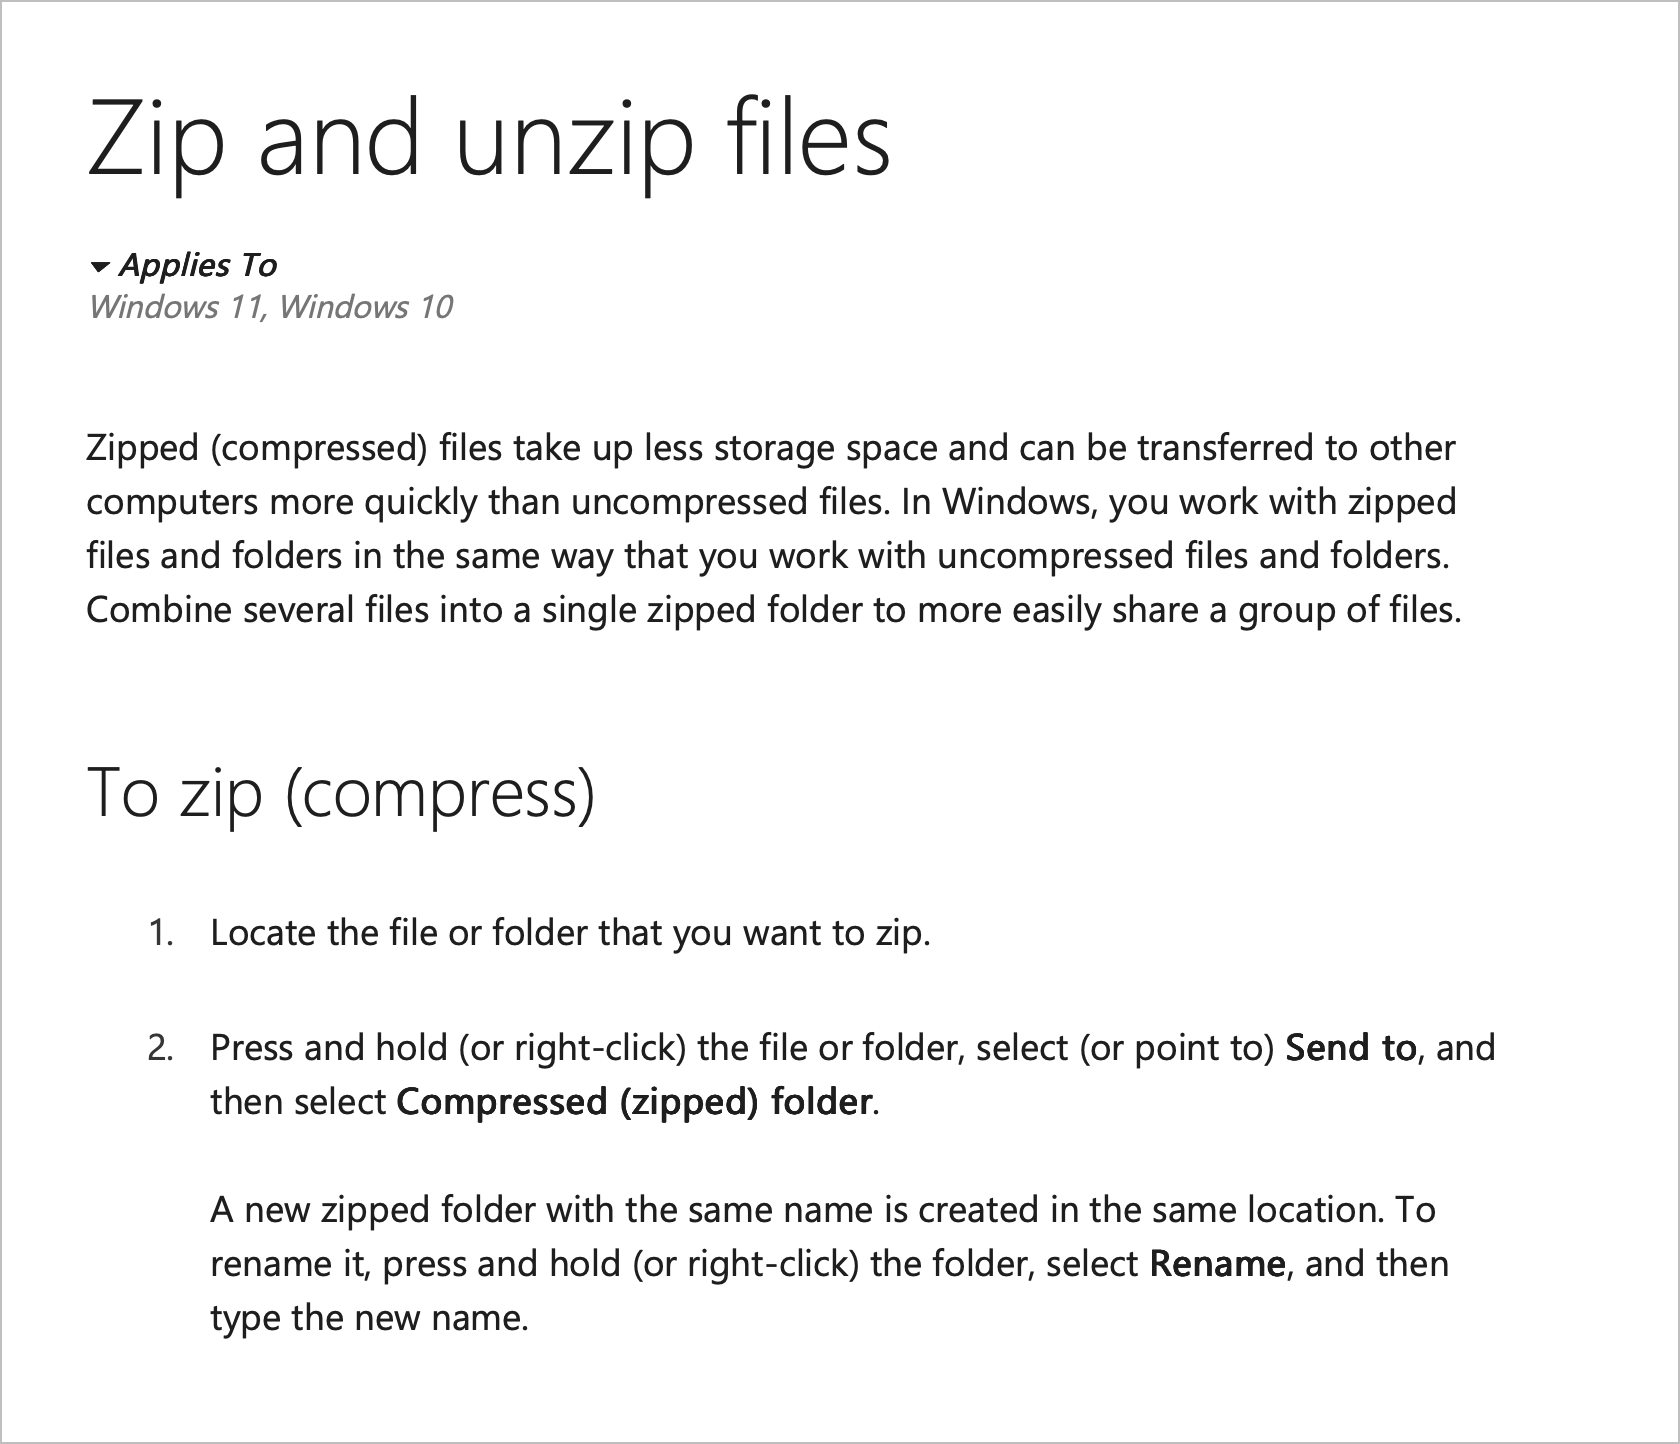 Zip and unzip files
Applies To
Windows 11, Windows 10
Zipped (compressed) files take up less storage space and can be transferred to other
computers more quickly than uncompressed files. In Windows, you work with zipped
files and folders in the same way that you work with uncompressed files and folders.
Combine several files into a single zipped folder to more easily share a group of files.
To zip (compress)
1. Locate the file or folder that you want to zip.
2. Press and hold (or right-click) the file or folder, select (or point to) Send to, and
then select Compressed (zipped) folder.
A new zipped folder with the same name is created in the same location. To
rename it, press and hold (or right-click) the folder, select Rename, and then
type the new name.